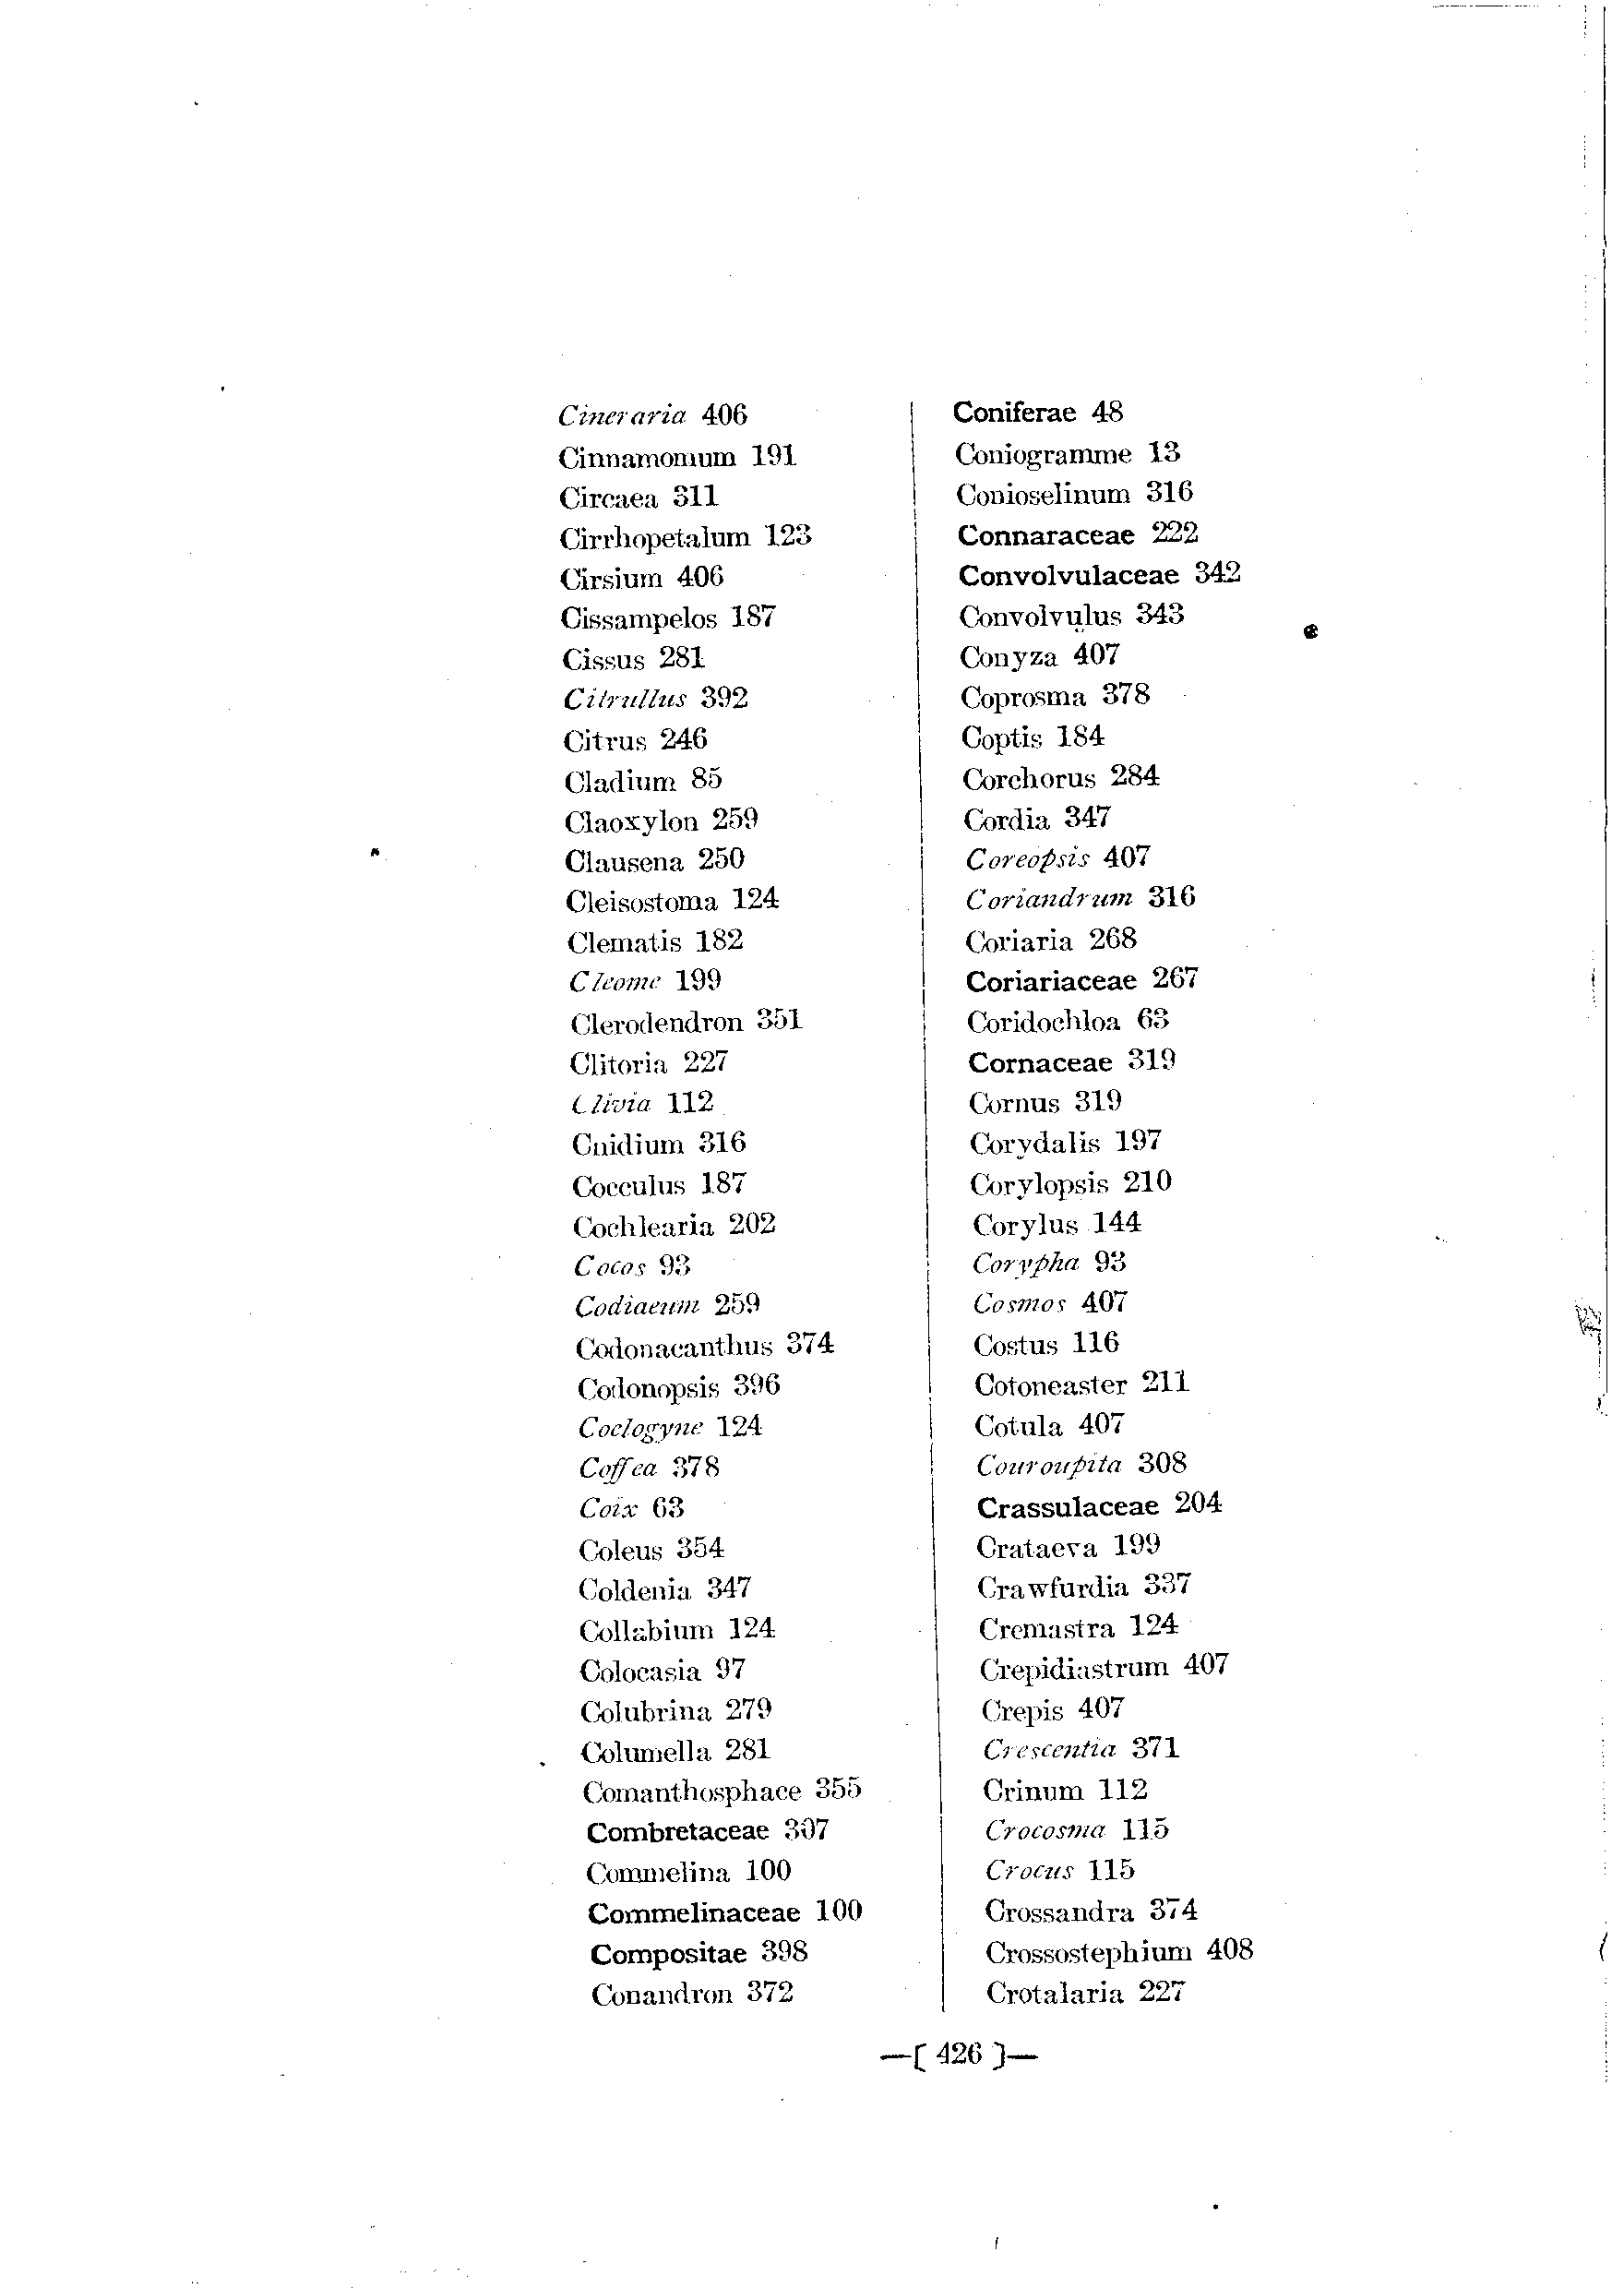 Cineraria 406
Cinnamomum 191
Circaea 311
Cirrhopetalum 123
Cirsium 406
Cissampelos 187
Cissus 281
Citrullus 392
Citrus 246
Cladium 85
Claoxylon 259
Clausena 250
Cleisostoma 124
Clematis 182
Cleome 199
Clerodendron 351
Clitoria 227
Clivia 112
Cnidium 316
Cocculus 187
Cochlearia 202
Cocos 93
Codiaeum 259
Codonacanthus 374
Codonopsis 396
Coelogyne 124
Coffea 378
Coix 63
Coleus 354
Coldenia 347
Collabium 124
Colocasia 97
Colubrina 279
Columella 281
Comanthosphace 355
Combretaceae 307
Commelina 100
Commelinaceae 100
Compositae 398
Conandron 372
Coniferae 48
Coniogramme 13
Conioselinum 316
Connaraceae 222
Convolvulaceae 342
Convolvulus 343
Conyza 407
Coprosma 378
Coptis 184
Corchorus 284
Cordia 347
Coreopsis 407
Coriandrum 316
Coriaria 268
Coriariaceae 267
Coridochloa 63
Cornaceae 319
Cornus 319
Corydalis 197
Corylopsis 210
Corylus 144
Corypha 93
Cosmos 407
Costus 116
Cotoneaster 211
Cotula 407
Couroupita 308
Crassulaceae 204
Crataeva 199
Crawfurdia 337
Cremastra 124
Crepidiastrum 407
Crepis 407
Crescentia 371
Crinum 112
Crocosma 115
Crocus 115
Crossandra 374
Crossostephium 408
Crotalaria 227
—[ 426 ]—